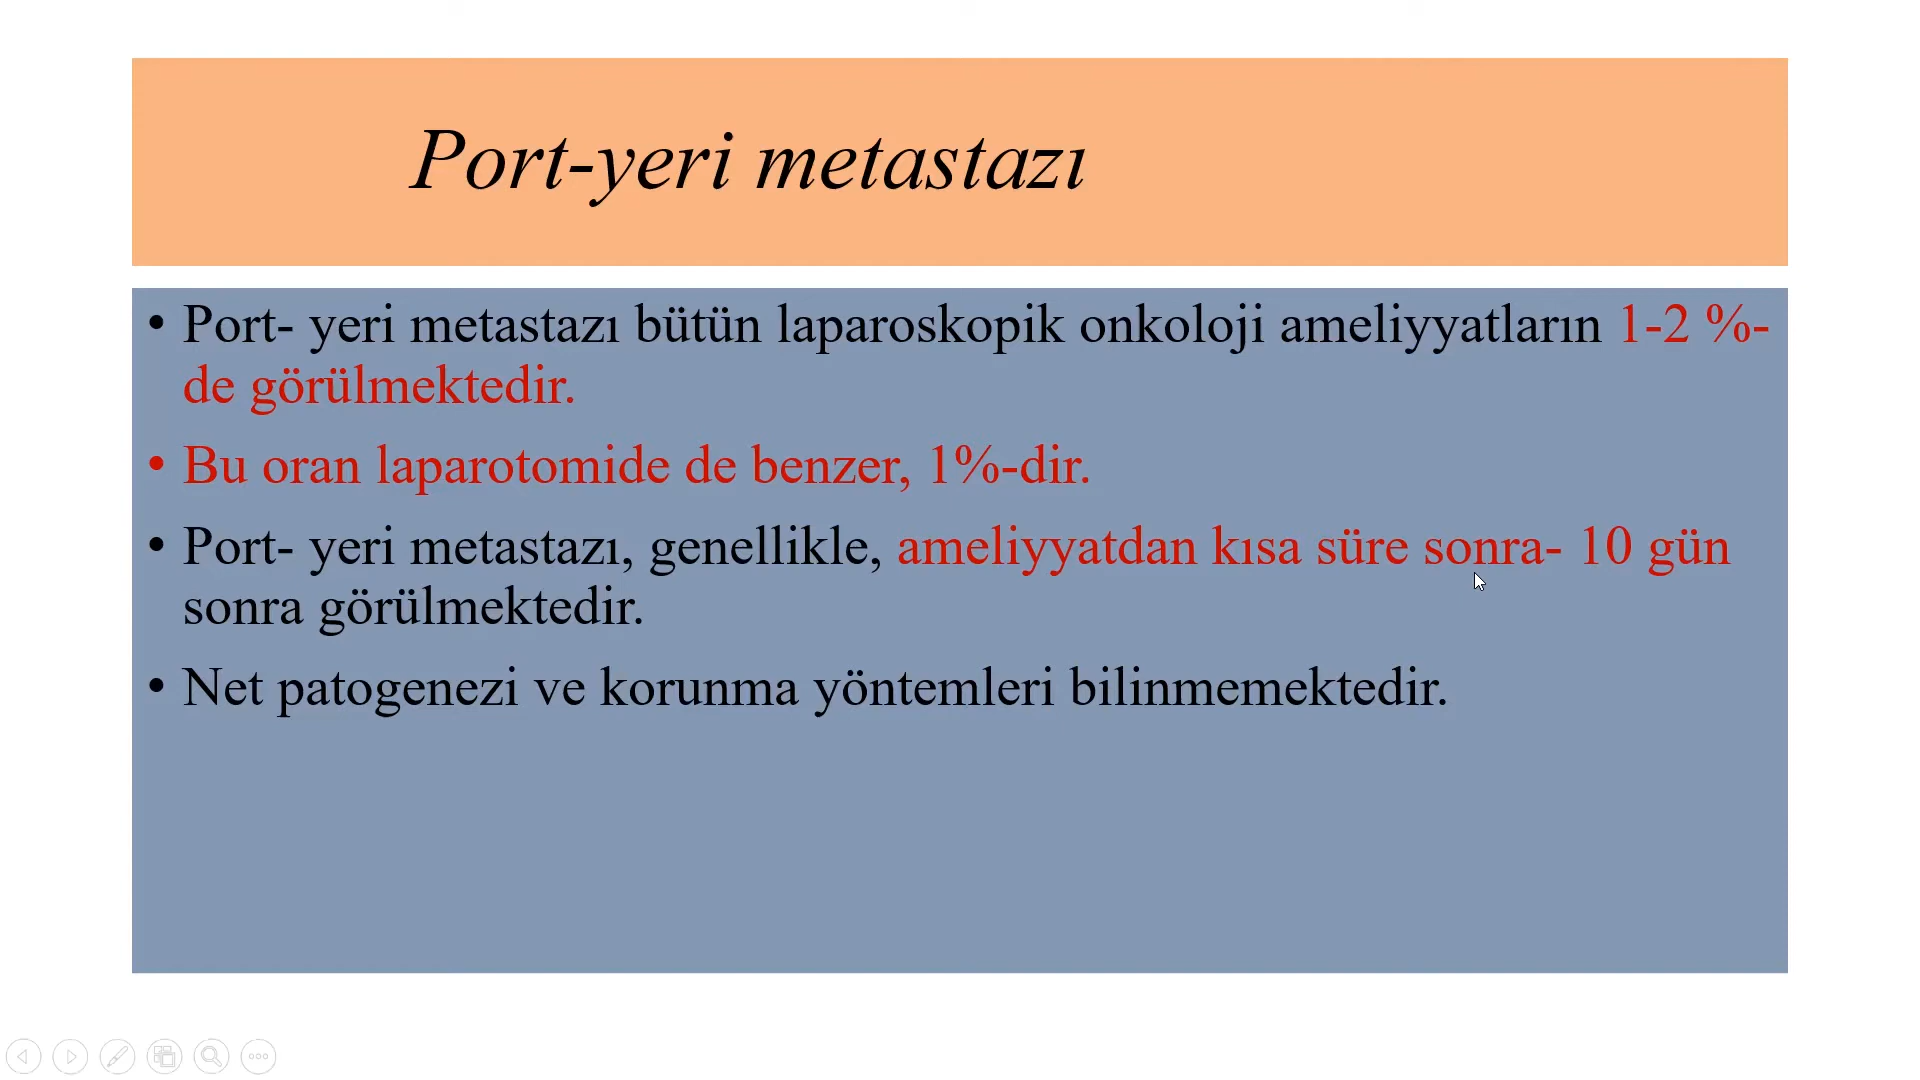 Port-yeri metastazı
• Port- yeri metastazı bütün laparoskopik onkoloji ameliyyatların 1-2 %-
de görülmektedir.
• Bu oran laparotomide de benzer, 1%-dir.
• Port- yeri metastazı, genellikle, ameliyyatdan kısa süre sonra- 10 gün
sonra görülmektedir.
• Net patogenezi ve korunma yöntemleri bilinmemektedir.